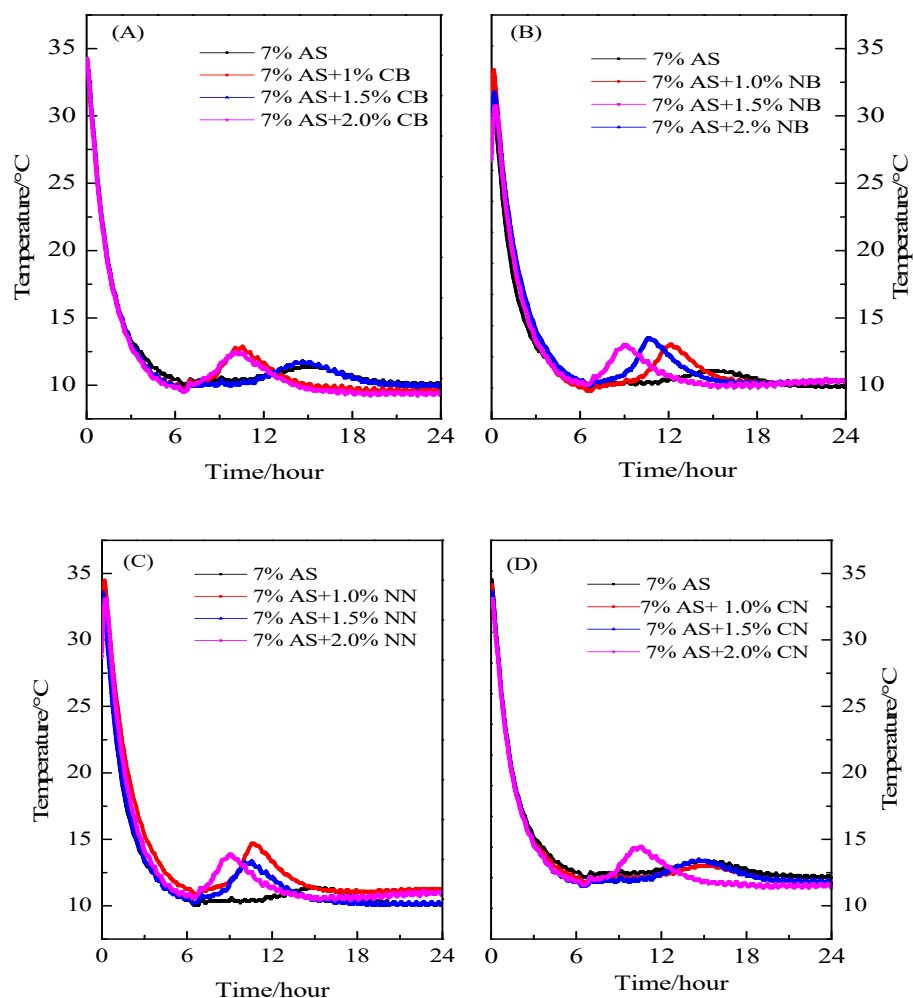 (A)
7% AS
7% AS+1% CB
7% AS+1.5% CB
7% AS+2.0% CB
35
30
25
20
15
10
Temperature/°C
0 6 12 18 24
Time/hour
(B)
7% AS
7% AS+1.0% NB
7% AS+1.5% NB
7% AS+2.% NB
35
30
25
20
15
10
Temperature/°C
0 6 12 18 24
Time/hour
(C)
7% AS
7% AS+1.0% NN
7% AS+1.5% NN
7% AS+2.0% NN
35
30
25
20
15
10
Temperature/°C
0 6 12 18 24
Time/hour
(D)
7% AS
7% AS+ 1.0% CN
7% AS+1.5% CN
7% AS+2.0% CN
35
30
25
20
15
10
Temperature/°C
0 6 12 18 24
Time/hour